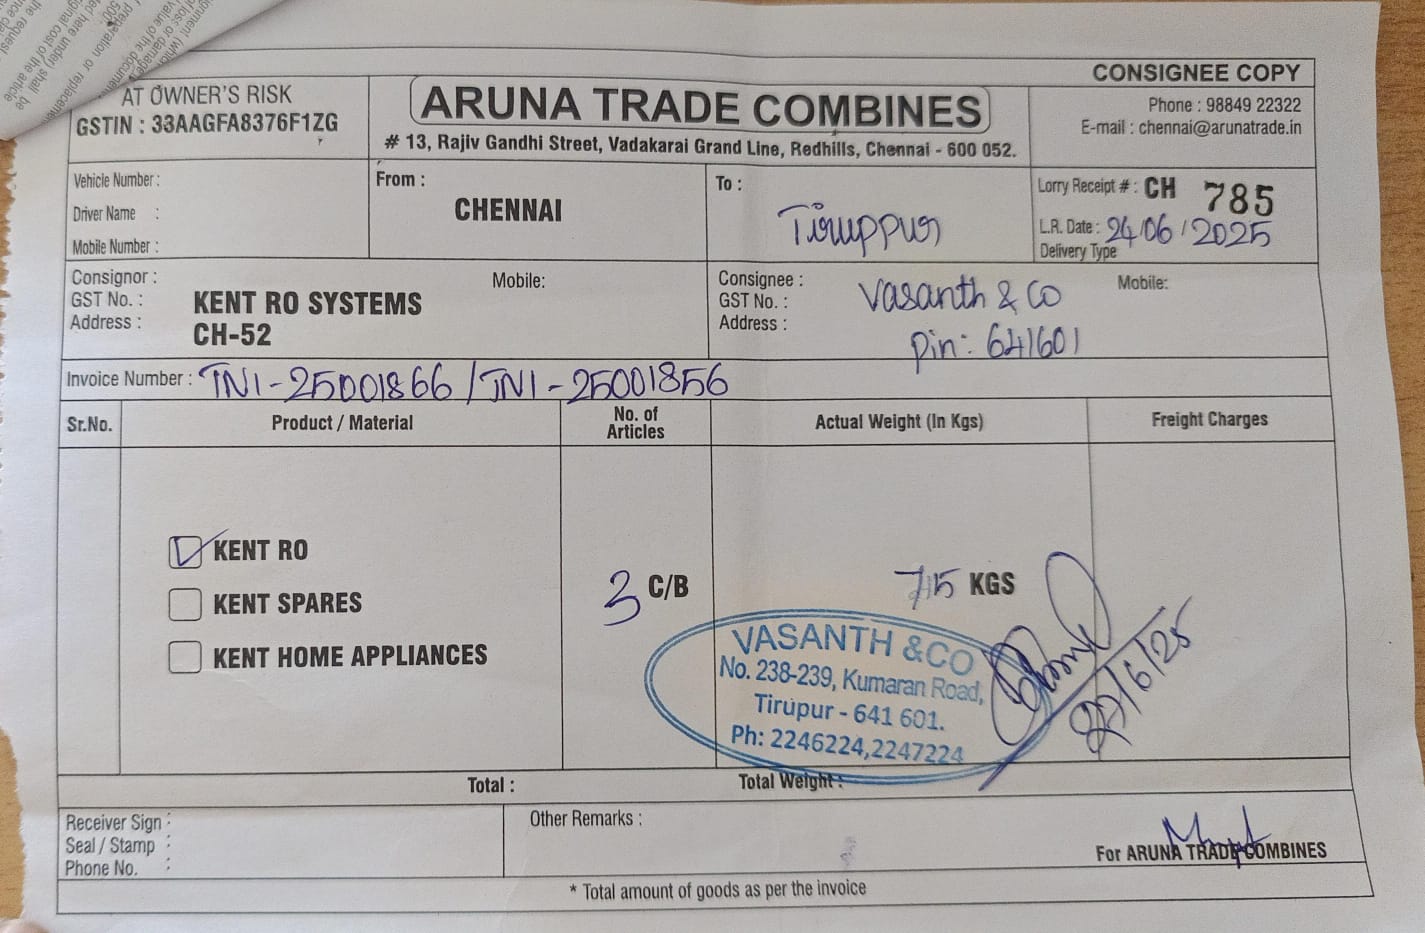 CONSIGNEE COPY
AT OWNER'S RISK
GSTIN : 33AAGFA8376F1ZG
ARUNA TRADE COMBINES
# 13, Rajiv Gandhi Street, Vadakarai Grand Line, Redhills, Chennai - 600 052.
Phone : 98849 22322
E-mail : chennai@arunatrade.in
Vehicle Number :
Driver Name :
Mobile Number :
From :
CHENNAI
To :
Tiruppur
Lorry Receipt # : CH 785
L.R. Date : 24/06/2025
Delivery Type
Consignor :
GST No. :
Address :
Mobile:
KENT RO SYSTEMS
CH-52
Consignee :
GST No. :
Address :
Vasanth & Co
Pin: 641601
Mobile:
Invoice Number : TN1-25001866 / TN1-25001856
Sr.No.
Product / Material
No. of
Articles
Actual Weight (In Kgs)
Freight Charges
KENT RO
KENT SPARES
KENT HOME APPLIANCES
3 C/B
KGS
VASANTH &CO
No. 238-239, Kumaran Road,
Tirupur - 641 601.
Ph: 2246224,2247224
27/6/25
Total :
Total Weight :
Receiver Sign :
Seal / Stamp :
Phone No. :
Other Remarks :
For ARUNA TRADE COMBINES
* Total amount of goods as per the invoice